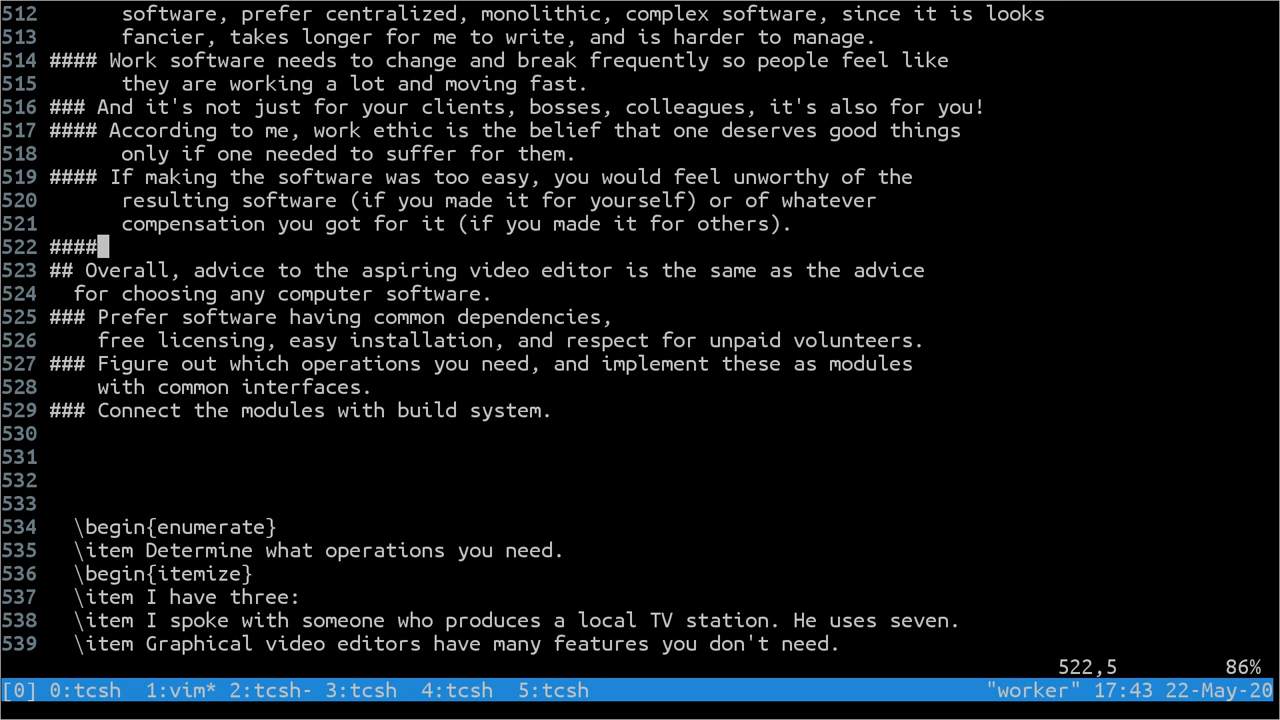 512       software, prefer centralized, monolithic, complex software, since it is looks
513       fancier, takes longer for me to write, and is harder to manage.
514 #### Work software needs to change and break frequently so people feel like
515       they are working a lot and moving fast.
516 ### And it's not just for your clients, bosses, colleagues, it's also for you!
517 #### According to me, work ethic is the belief that one deserves good things
518       only if one needed to suffer for them.
519 #### If making the software was too easy, you would feel unworthy of the
520       resulting software (if you made it for yourself) or of whatever
521       compensation you got for it (if you made it for others).
522 ####
523 ## Overall, advice to the aspiring video editor is the same as the advice
524   for choosing any computer software.
525 ### Prefer software having common dependencies,
526     free licensing, easy installation, and respect for unpaid volunteers.
527 ### Figure out which operations you need, and implement these as modules
528     with common interfaces.
529 ### Connect the modules with build system.
530
531
532
533
534   \begin{enumerate}
535   \item Determine what operations you need.
536   \begin{itemize}
537   \item I have three:
538   \item I spoke with someone who produces a local TV station. He uses seven.
539   \item Graphical video editors have many features you don't need.
522,5         86%
[0] 0:tcsh  1:vim* 2:tcsh- 3:tcsh  4:tcsh  5:tcsh "worker" 17:43 22-May-20